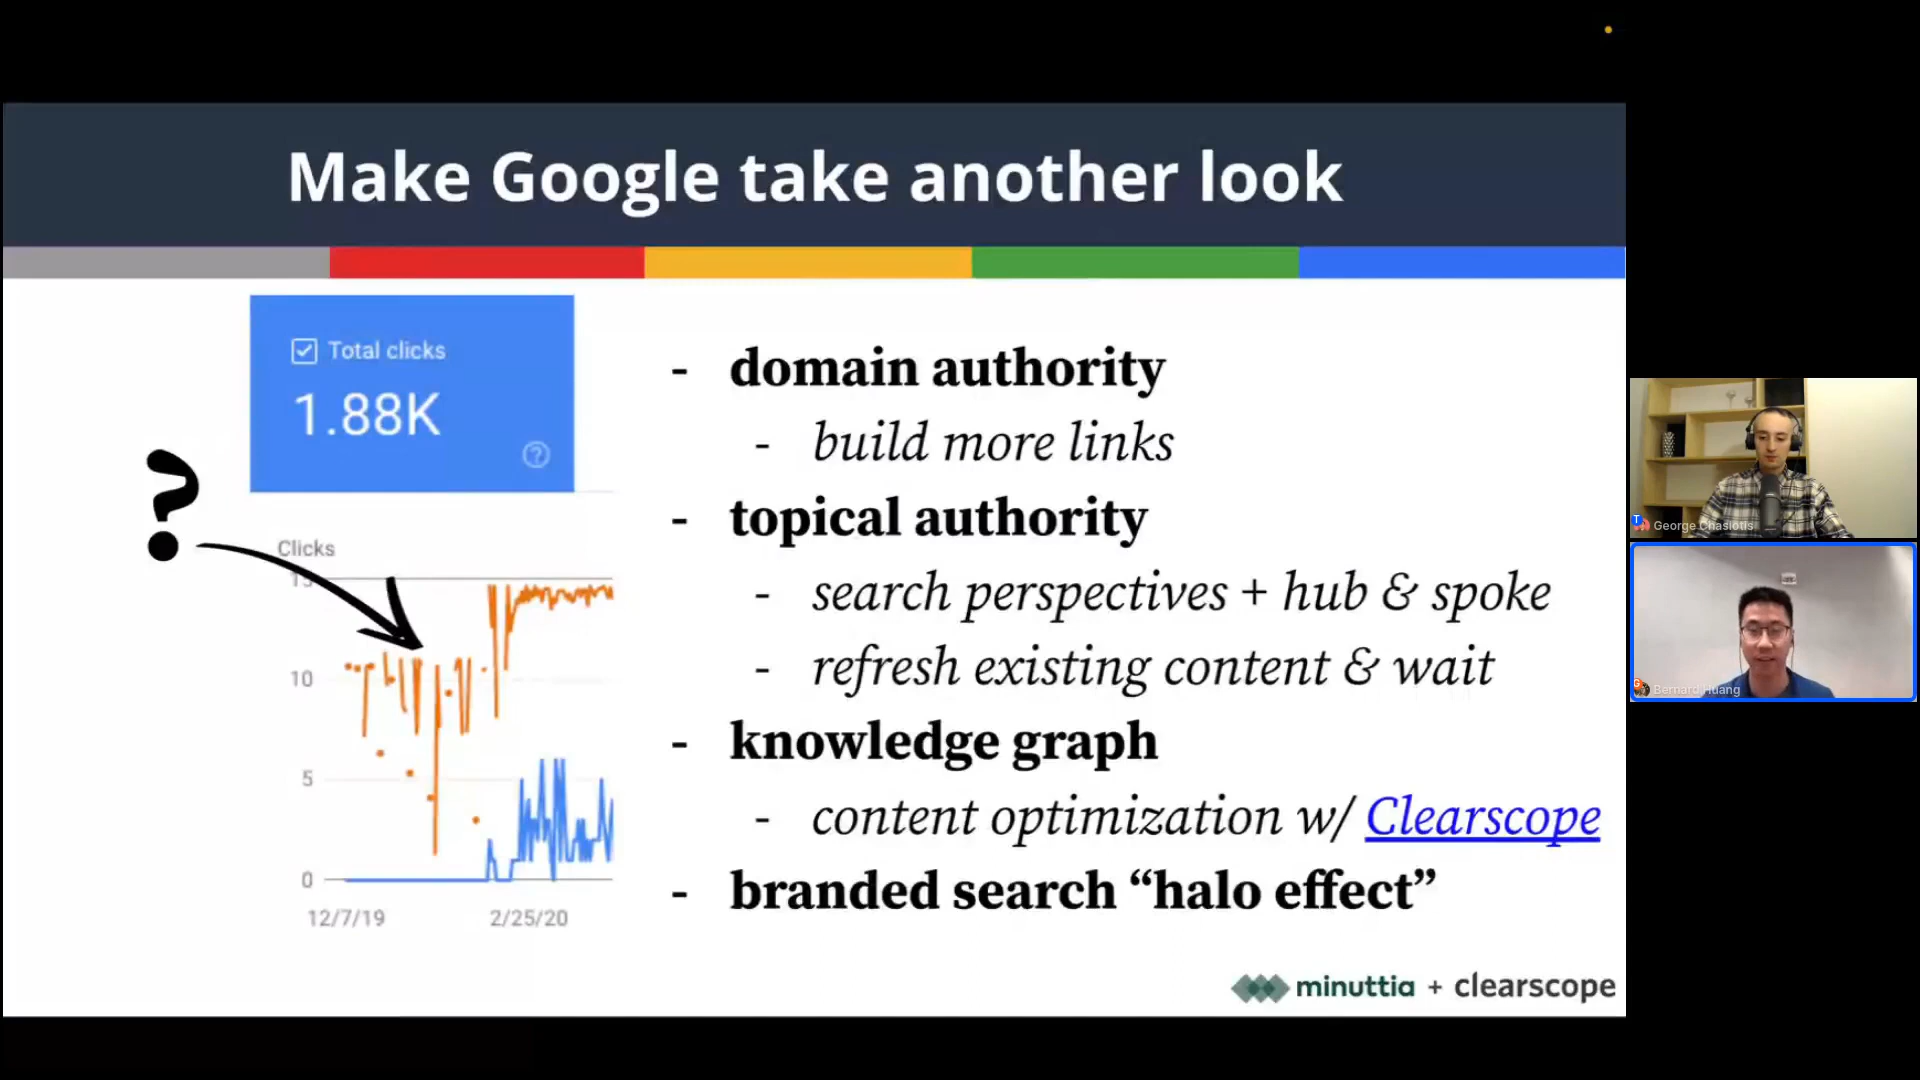 Make Google take another look
Total clicks
1.88K
?
Clicks
15
10
5
0
12/7/19 2/25/20
- domain authority
- build more links
- topical authority
- search perspectives + hub & spoke
- refresh existing content & wait
- knowledge graph
- content optimization w/ Clearscope
- branded search “halo effect”
minuttia + clearscope
George Chasiotis
Bernard Huang